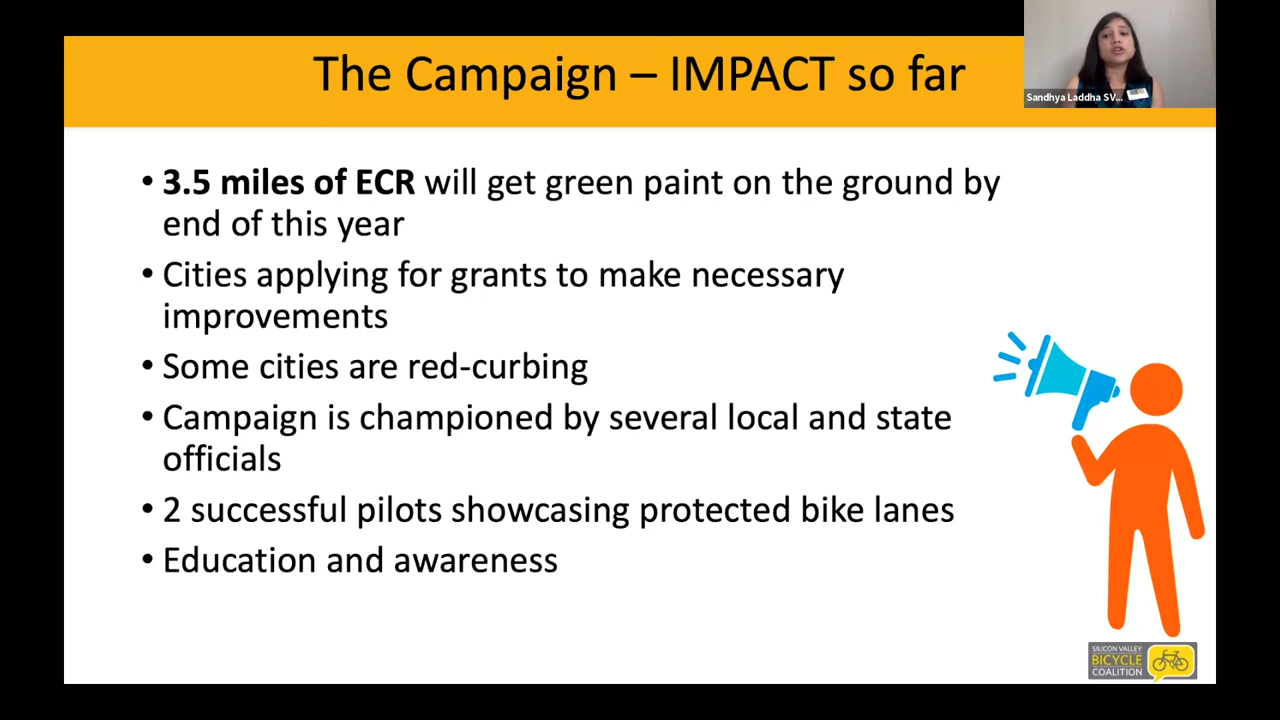 The Campaign – IMPACT so far
Sandhya Laddha SV...
• 3.5 miles of ECR will get green paint on the ground by
end of this year
• Cities applying for grants to make necessary
improvements
• Some cities are red-curbing
• Campaign is championed by several local and state
officials
• 2 successful pilots showcasing protected bike lanes
• Education and awareness
SILICON VALLEY
BICYCLE
COALITION